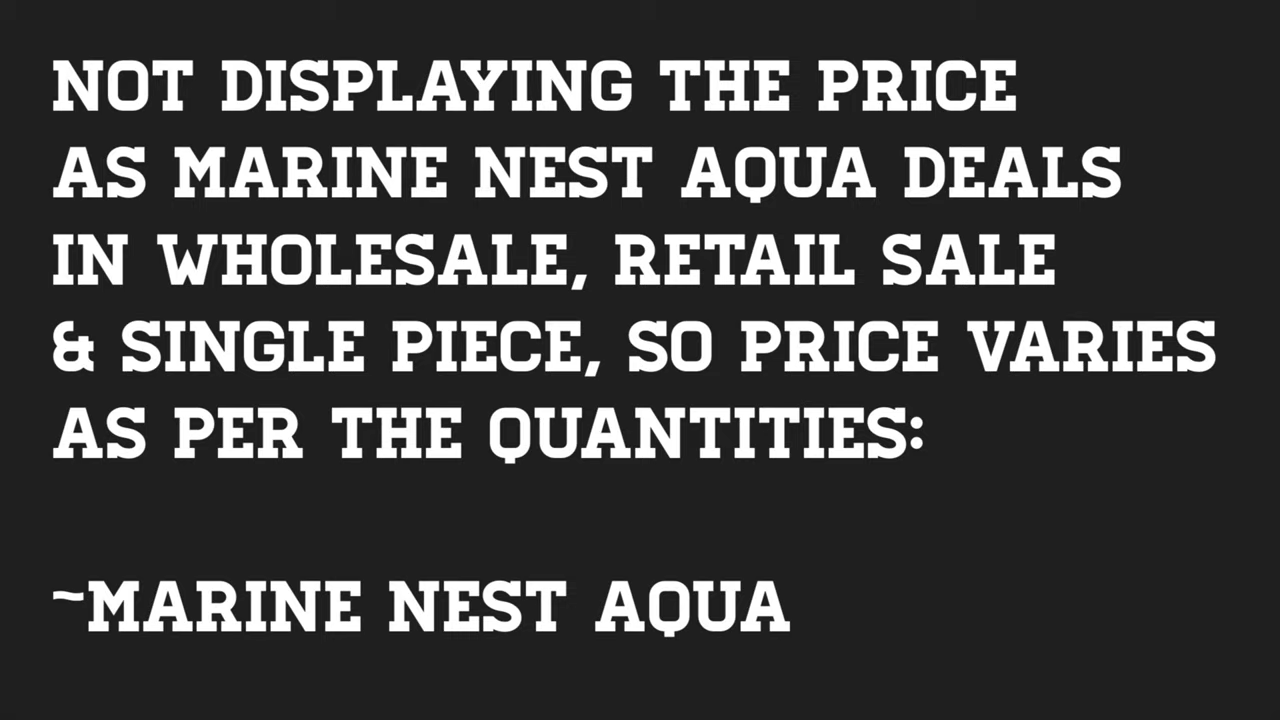 NOT DISPLAYING THE PRICE
AS MARINE NEST AQUA DEALS
IN WHOLESALE, RETAIL SALE
& SINGLE PIECE, SO PRICE VARIES
AS PER THE QUANTITIES:
~MARINE NEST AQUA